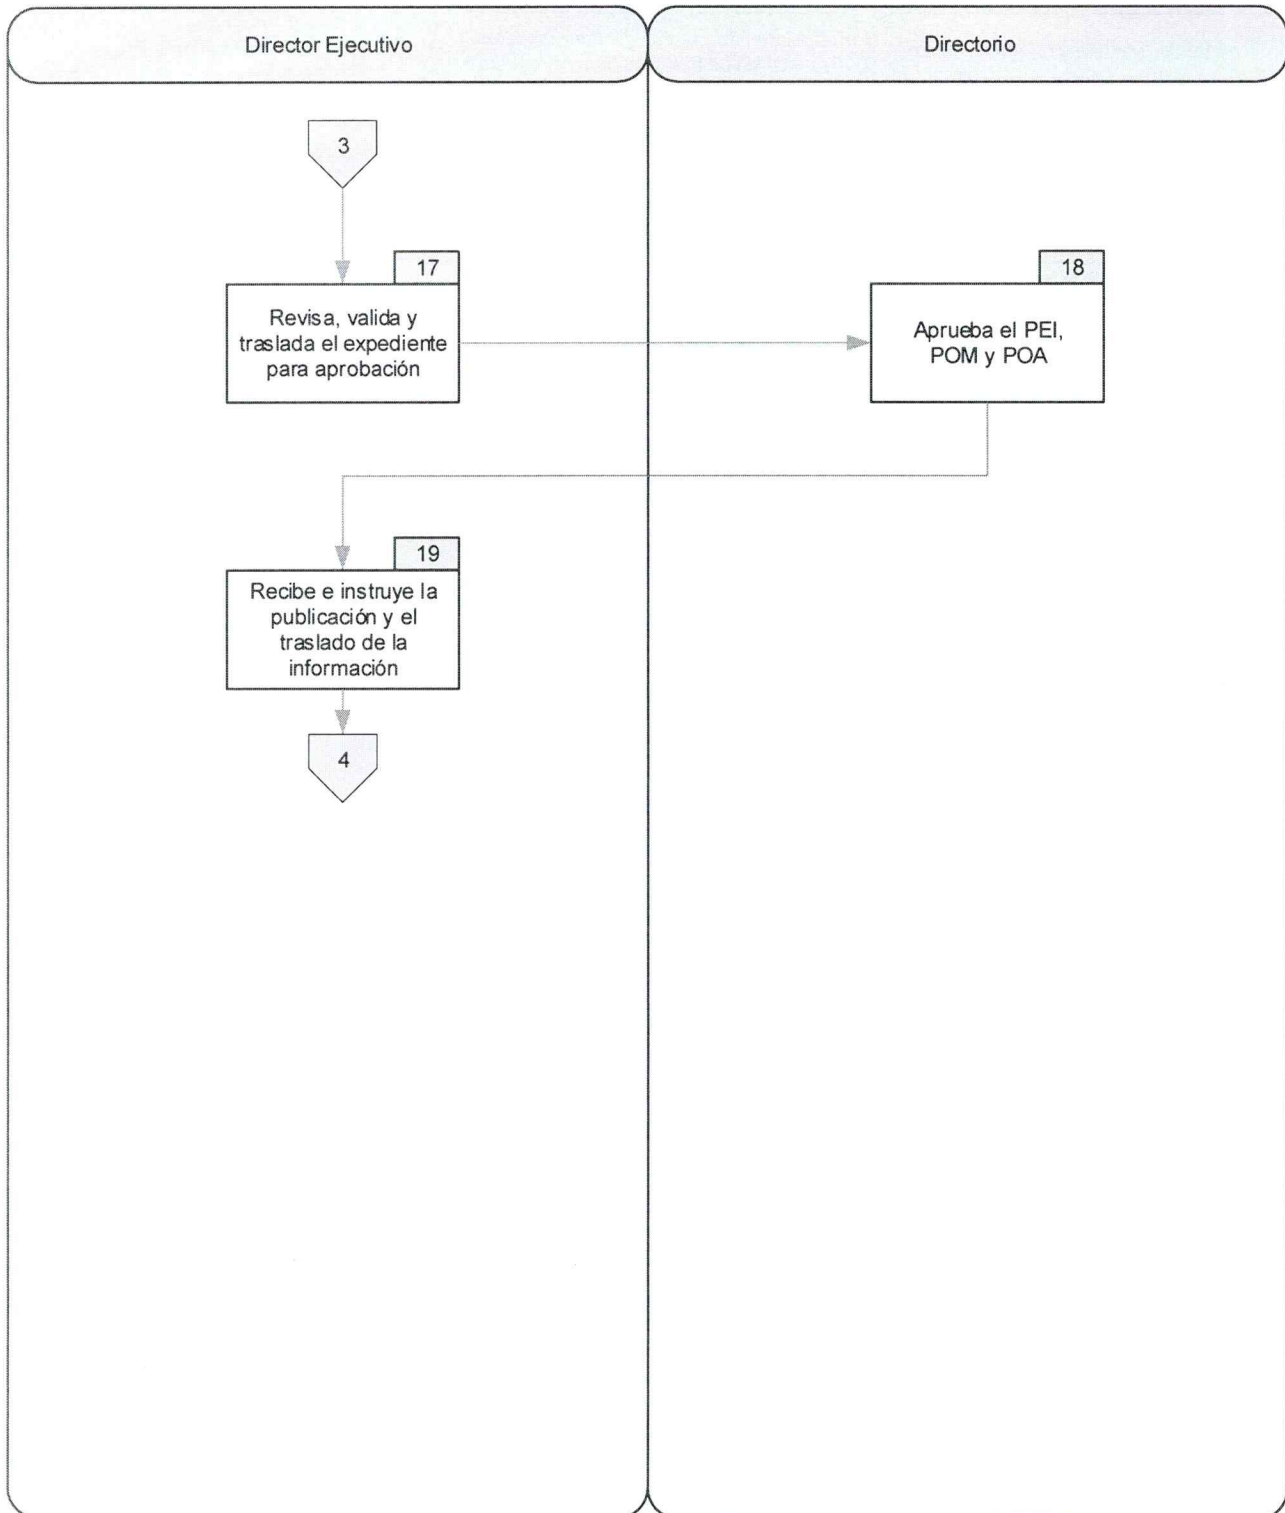 Director Ejecutivo
Directorio
3
17
Revisa, valida y
traslada el expediente
para aprobación
18
Aprueba el PEI,
POM y POA
19
Recibe e instruye la
publicación y el
traslado de la
información
4